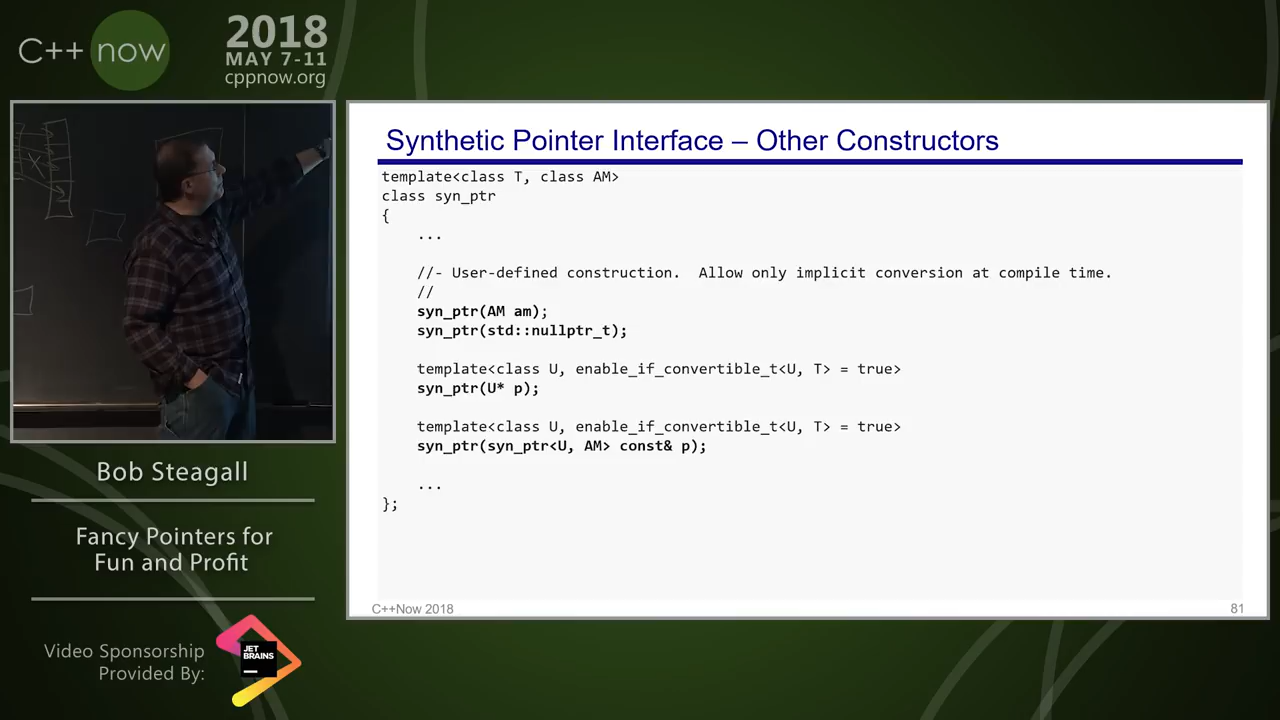 C++ now
2018
MAY 7-11
cppnow.org
Synthetic Pointer Interface – Other Constructors
template<class T, class AM>
class syn_ptr
{
...
//- User-defined construction.  Allow only implicit conversion at compile time.
//
syn_ptr(AM am);
syn_ptr(std::nullptr_t);
template<class U, enable_if_convertible_t<U, T> = true>
syn_ptr(U* p);
template<class U, enable_if_convertible_t<U, T> = true>
syn_ptr(syn_ptr<U, AM> const& p);
...
};
C++Now 2018
81
Bob Steagall
Fancy Pointers for
Fun and Profit
Video Sponsorship
Provided By:
JET
BRAINS